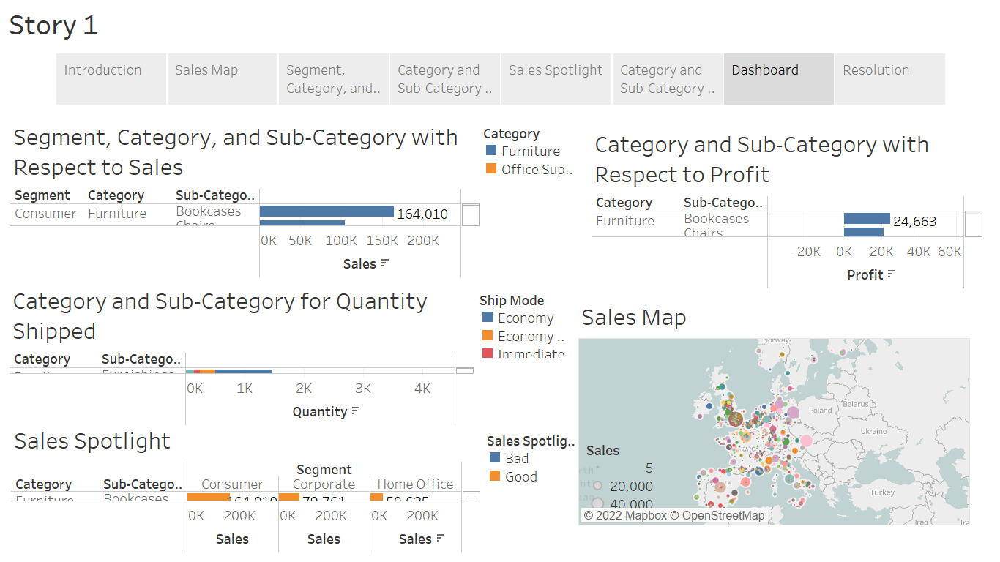 Story 1
Introduction
Sales Map
Segment,
Category, and..
Category and
Sub-Category ..
Sales Spotlight
Category and
Sub-Category ..
Dashboard
Resolution
Segment, Category, and Sub-Category with
Respect to Sales
Segment Category Sub-Catego..
Consumer Furniture Bookcases 164,010
Chairs
0K 50K 100K 150K 200K
Sales
Category
Furniture
Office Sup..
Category and Sub-Category with
Respect to Profit
Category Sub-Catego..
Furniture Bookcases 24,663
Chairs
-20K 0K 20K 40K 60K
Profit
Category and Sub-Category for Quantity
Shipped
Category Sub-Catego..
Furnishings
0K 1K 2K 3K 4K
Quantity
Ship Mode
Economy
Economy ..
Immediate
Sales Map
Norway
Poland
Belarus
Ukraine
Turkey
Iraq
Sales
5
20,000
40,000
© 2022 Mapbox © OpenStreetMap
Sales Spotlight
Segment
Category Sub-Catego.. Consumer Corporate Home Office
Furniture Bookcases 164,010 79,761 50,625
0K 200K 0K 200K 0K 200K
Sales Sales Sales
Sales Spotlig..
Bad
Good